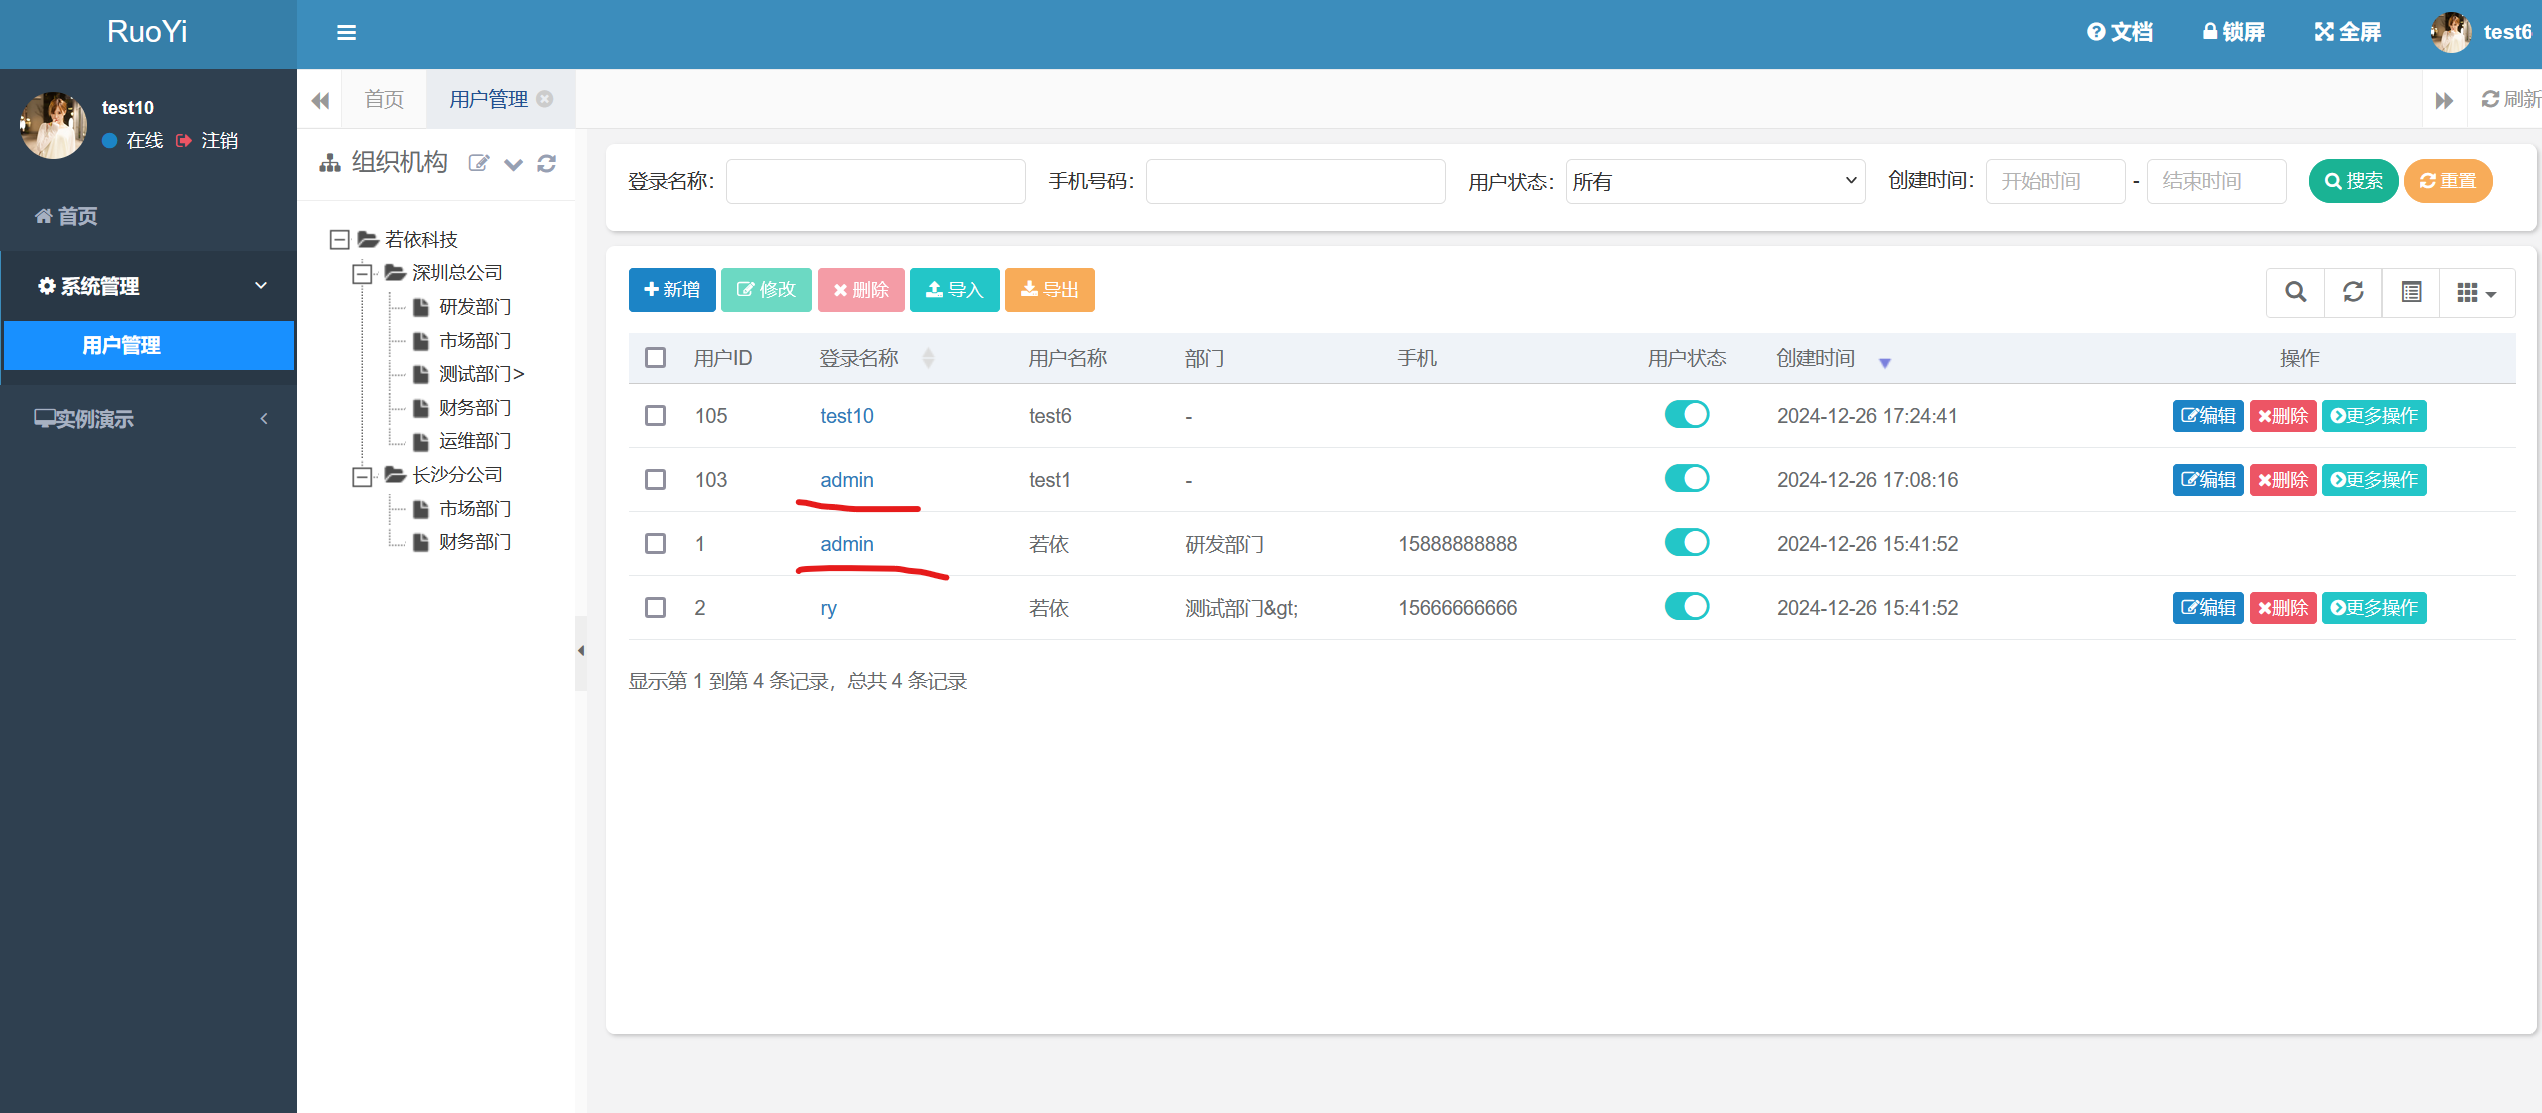 RuoYi
文档 锁屏 全屏 test6
test10
在线 注销
首页 用户管理 刷新
首页
系统管理
用户管理
实例演示
组织机构
若依科技
深圳总公司
研发部门
市场部门
测试部门>
财务部门
运维部门
长沙分公司
市场部门
财务部门
登录名称： 手机号码： 用户状态： 所有 创建时间： 开始时间 - 结束时间 搜索 重置
新增 修改 删除 导入 导出
用户ID 登录名称 用户名称 部门 手机 用户状态 创建时间 操作
105 test10 test6 - 2024-12-26 17:24:41 编辑 删除 更多操作
103 admin test1 - 2024-12-26 17:08:16 编辑 删除 更多操作
1 admin 若依 研发部门 15888888888 2024-12-26 15:41:52
2 ry 若依 测试部门&gt; 15666666666 2024-12-26 15:41:52 编辑 删除 更多操作
显示第 1 到第 4 条记录，总共 4 条记录